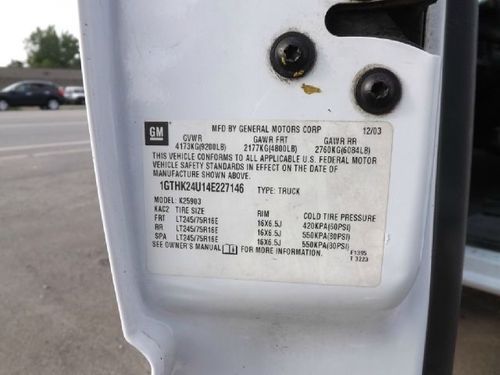 GM
MFD BY GENERAL MOTORS CORP 12/03
GVWR GAWR FRT GAWR RR
4173KG(9200LB) 2177KG(4800LB) 2760KG(6084LB)
THIS VEHICLE CONFORMS TO ALL APPLICABLE U.S. FEDERAL MOTOR
VEHICLE SAFETY STANDARDS IN EFFECT ON THE DATE OF
MANUFACTURE SHOWN ABOVE.
1GTHK24U14E227146 TYPE: TRUCK
MODEL: K25903
KAC2 TIRE SIZE RIM COLD TIRE PRESSURE
FRT LT245/75R16E 16X6.5J 420KPA(60PSI)
RR LT245/75R16E 16X6.5J 550KPA(80PSI)
SPA LT245/75R16E 16X6.5J 550KPA(80PSI)
SEE OWNER'S MANUAL FOR MORE INFORMATION.
F1395
T 3223